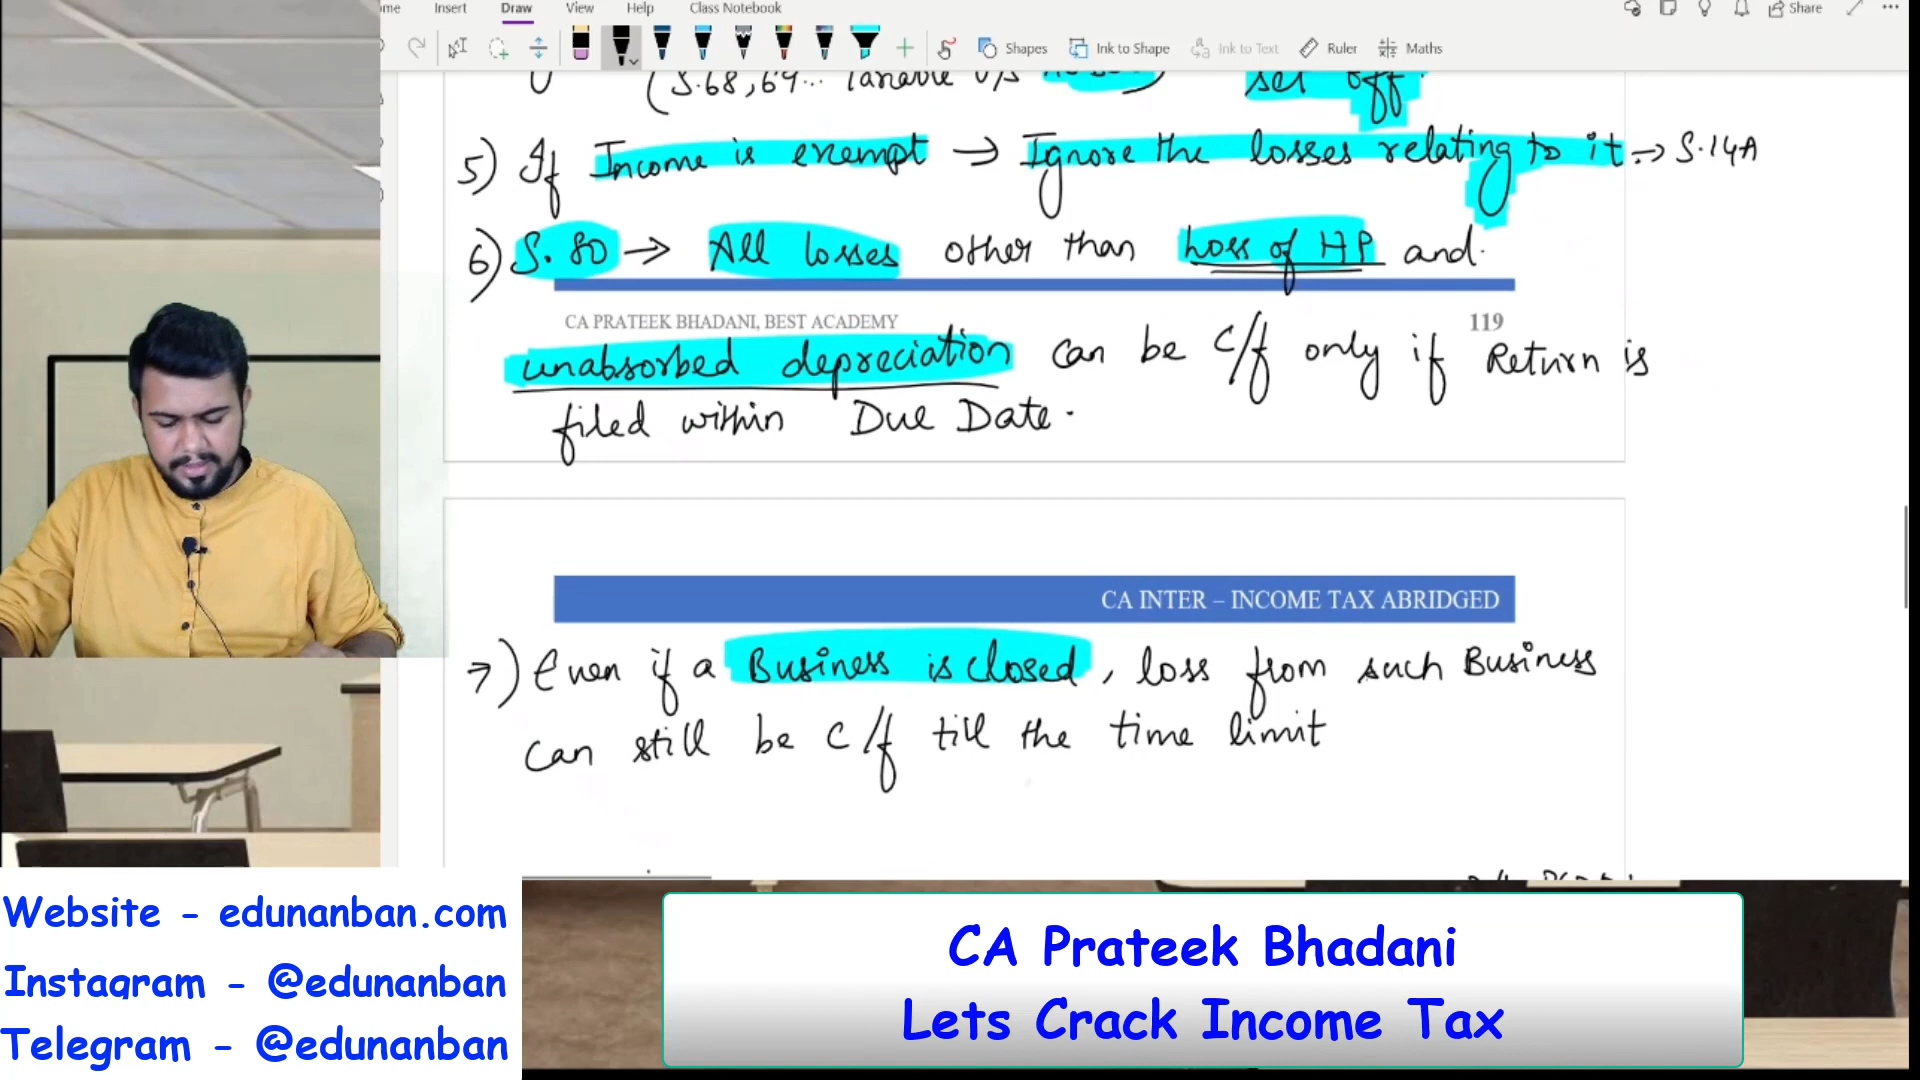 Insert Draw View Help Class Notebook
Share
Shapes Ink to Shape Ink to Text Ruler Maths
(S.68, 69... Taxable u/s set off.
5) If Income is exempt → Ignore the losses relating to it. → S.14A
6) S. 80 → All losses other than Loss of HP and
CA PRATEEK BHADANI, BEST ACADEMY 119
unabsorbed depreciation can be c/f only if Return is
filed within Due Date.
CA INTER – INCOME TAX ABRIDGED
7) Even if a Business is closed, loss from such Business
can still be c/f till the time limit
Website - edunanban.com
Instagram - @edunanban
Telegram - @edunanban
CA Prateek Bhadani
Lets Crack Income Tax